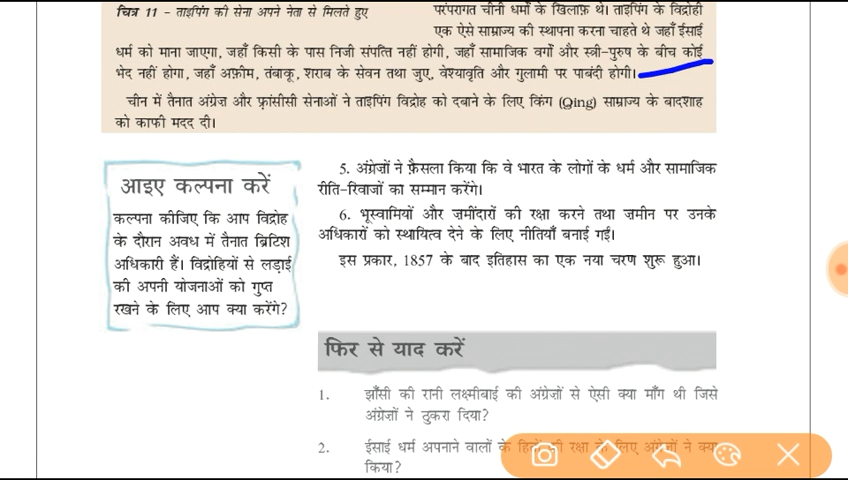 चित्र 11 - ताइपिंग की सेना अपने नेता से मिलते हुए
परंपरागत चीनी धर्मों के खिलाफ़ थे। ताइपिंग के विद्रोही
एक ऐसे साम्राज्य की स्थापना करना चाहते थे जहाँ ईसाई
धर्म को माना जाएगा, जहाँ किसी के पास निजी संपत्ति नहीं होगी, जहाँ सामाजिक वर्गों और स्त्री-पुरुष के बीच कोई
भेद नहीं होगा, जहाँ अफ़ीम, तंबाकू, शराब के सेवन तथा जुए, वेश्यावृति और गुलामी पर पाबंदी होगी।
चीन में तैनात अंग्रेज और फ़्रांसीसी सेनाओं ने ताइपिंग विद्रोह को दबाने के लिए किंग (Qing) साम्राज्य के बादशाह
को काफी मदद दी।
आइए कल्पना करें
कल्पना कीजिए कि आप विद्रोह
के दौरान अवध में तैनात ब्रिटिश
अधिकारी हैं। विद्रोहियों से लड़ाई
की अपनी योजनाओं को गुप्त
रखने के लिए आप क्या करेंगे?
5. अंग्रेजों ने फ़ैसला किया कि वे भारत के लोगों के धर्म और सामाजिक
रीति-रिवाजों का सम्मान करेंगे।
6. भूस्वामियों और ज़मींदारों की रक्षा करने तथा ज़मीन पर उनके
अधिकारों को स्थायित्व देने के लिए नीतियाँ बनाई गईं।
इस प्रकार, 1857 के बाद इतिहास का एक नया चरण शुरू हुआ।
फिर से याद करें
1. झाँसी की रानी लक्ष्मीबाई की अंग्रेज़ों से ऐसी क्या माँग थी जिसे
अंग्रेज़ों ने ठुकरा दिया?
2. ईसाई धर्म अपनाने वालों के हितों की रक्षा के लिए अंग्रेज़ों ने क्या
किया?